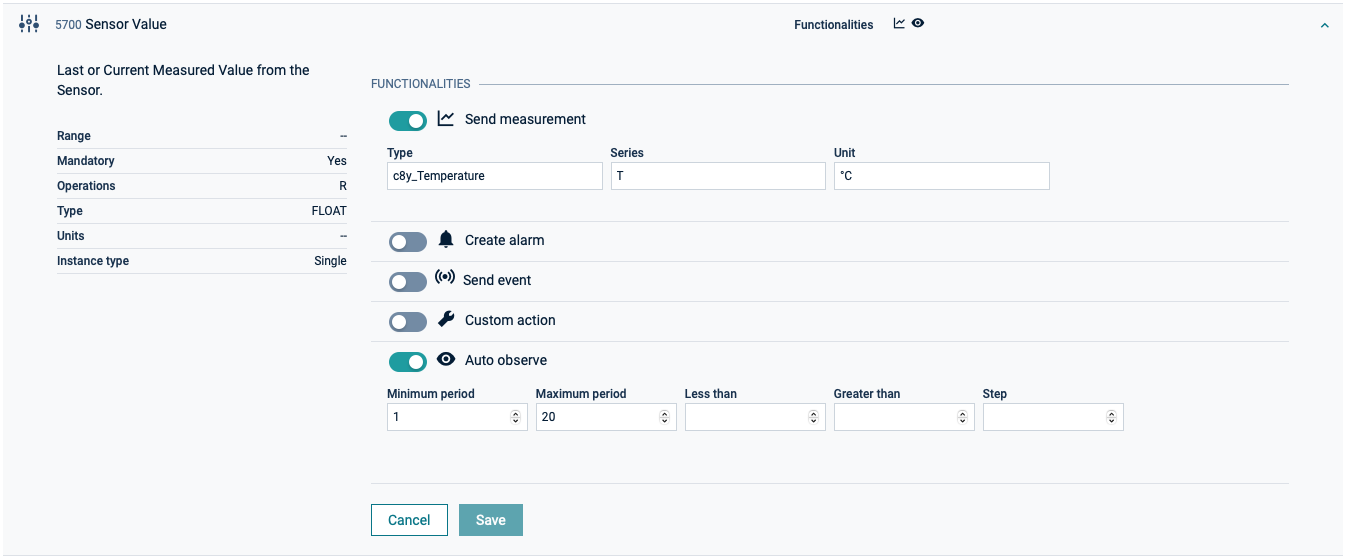 5700 Sensor Value
Functionalities
Last or Current Measured Value from the
Sensor.
Range --
Mandatory Yes
Operations R
Type FLOAT
Units --
Instance type Single
FUNCTIONALITIES
Send measurement
Type Series Unit
c8y_Temperature T °C
Create alarm
Send event
Custom action
Auto observe
Minimum period Maximum period Less than Greater than Step
1 20
Cancel Save